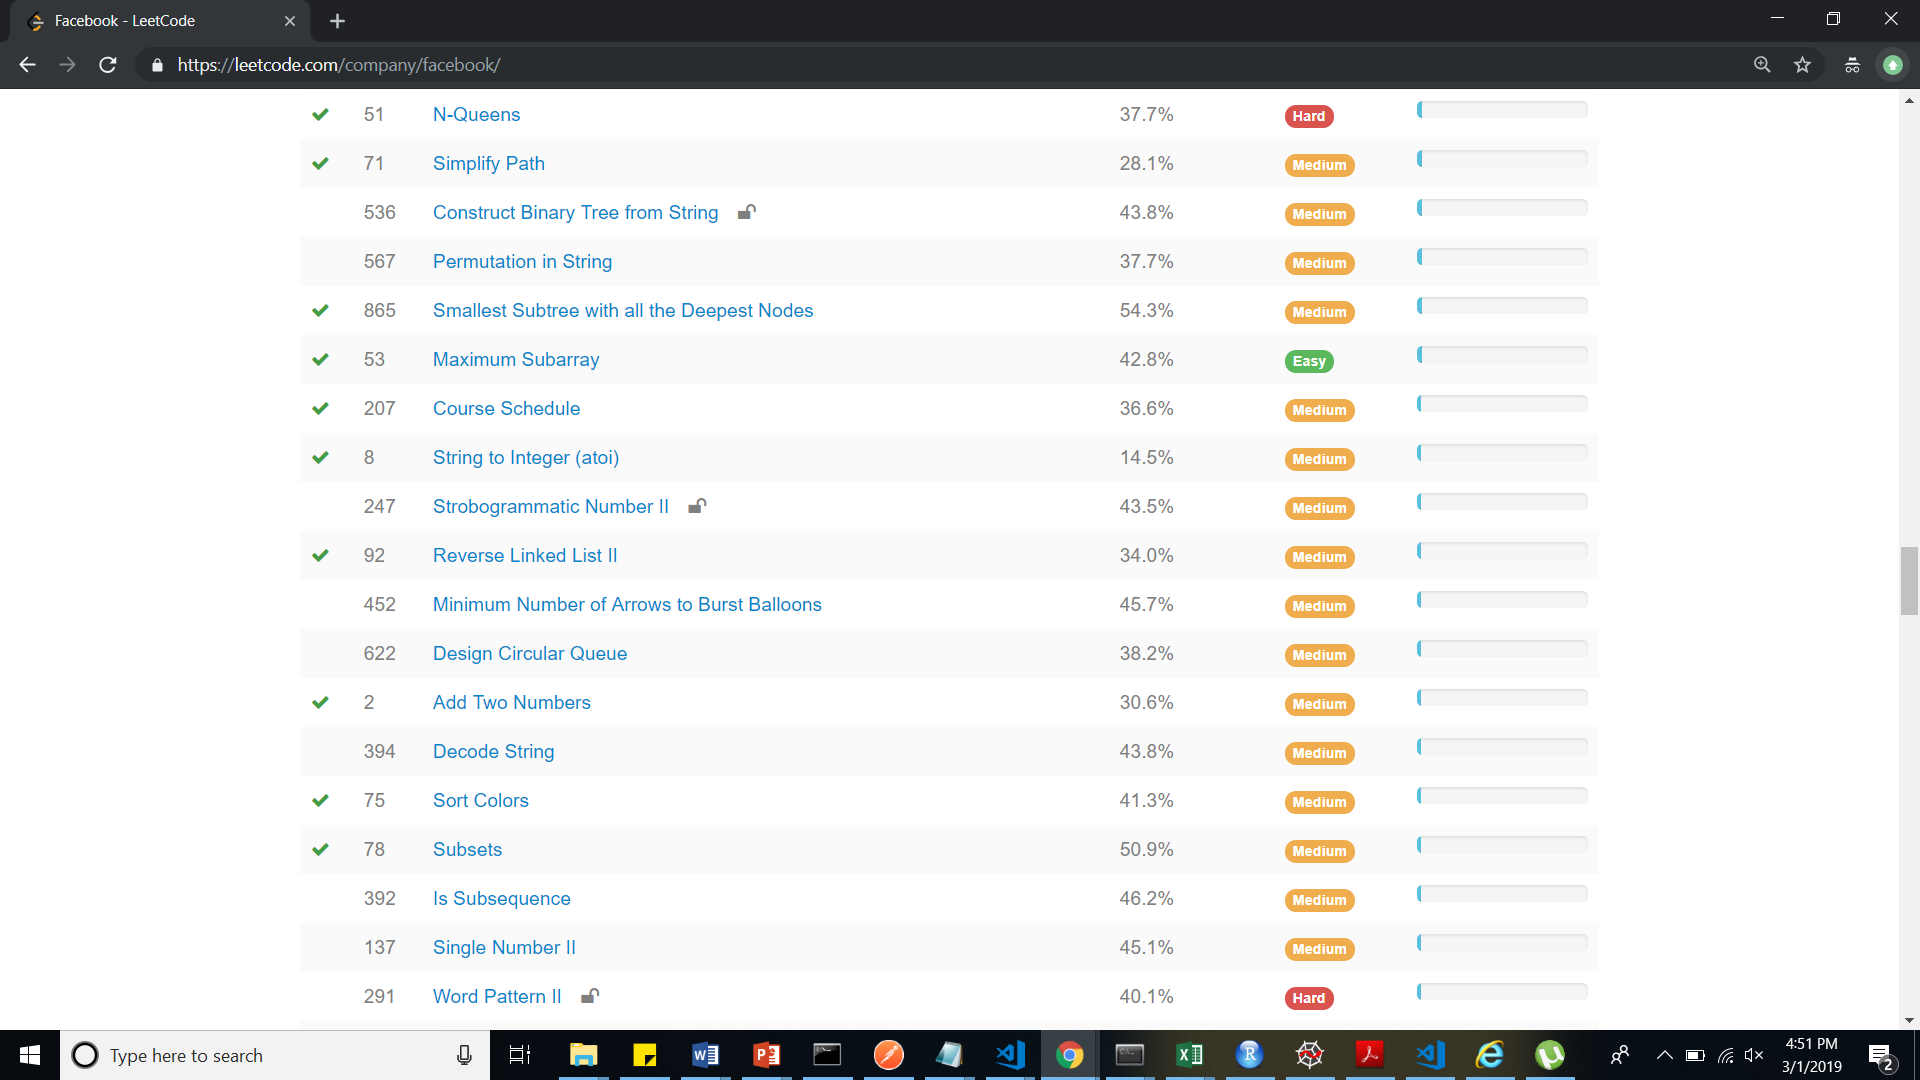 Facebook - LeetCode
https://leetcode.com/company/facebook/
51 N-Queens 37.7% Hard
71 Simplify Path 28.1% Medium
536 Construct Binary Tree from String 43.8% Medium
567 Permutation in String 37.7% Medium
865 Smallest Subtree with all the Deepest Nodes 54.3% Medium
53 Maximum Subarray 42.8% Easy
207 Course Schedule 36.6% Medium
8 String to Integer (atoi) 14.5% Medium
247 Strobogrammatic Number II 43.5% Medium
92 Reverse Linked List II 34.0% Medium
452 Minimum Number of Arrows to Burst Balloons 45.7% Medium
622 Design Circular Queue 38.2% Medium
2 Add Two Numbers 30.6% Medium
394 Decode String 43.8% Medium
75 Sort Colors 41.3% Medium
78 Subsets 50.9% Medium
392 Is Subsequence 46.2% Medium
137 Single Number II 45.1% Medium
291 Word Pattern II 40.1% Hard
Type here to search
4:51 PM
3/1/2019
2